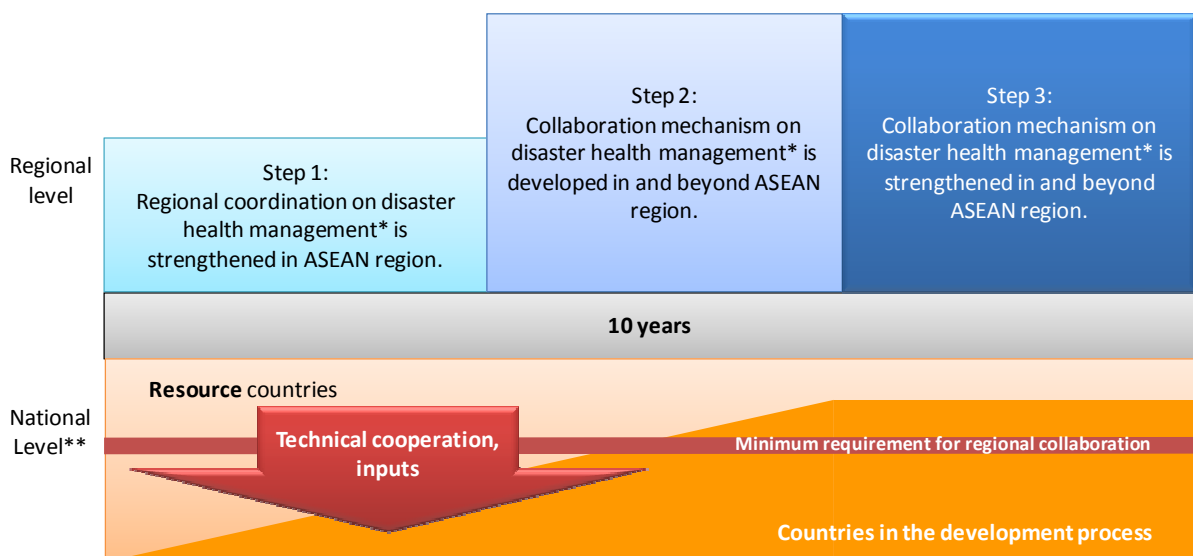 Regional
level
Step 1:
Regional coordination on disaster
health management* is
strengthened in ASEAN region.
Step 2:
Collaboration mechanism on
disaster health management* is
developed in and beyond ASEAN
region.
Step 3:
Collaboration mechanism on
disaster health management* is
strengthened in and beyond
ASEAN region.
10 years
National
Level**
Resource countries
Technical cooperation,
inputs
Minimum requirement for regional collaboration
Countries in the development process